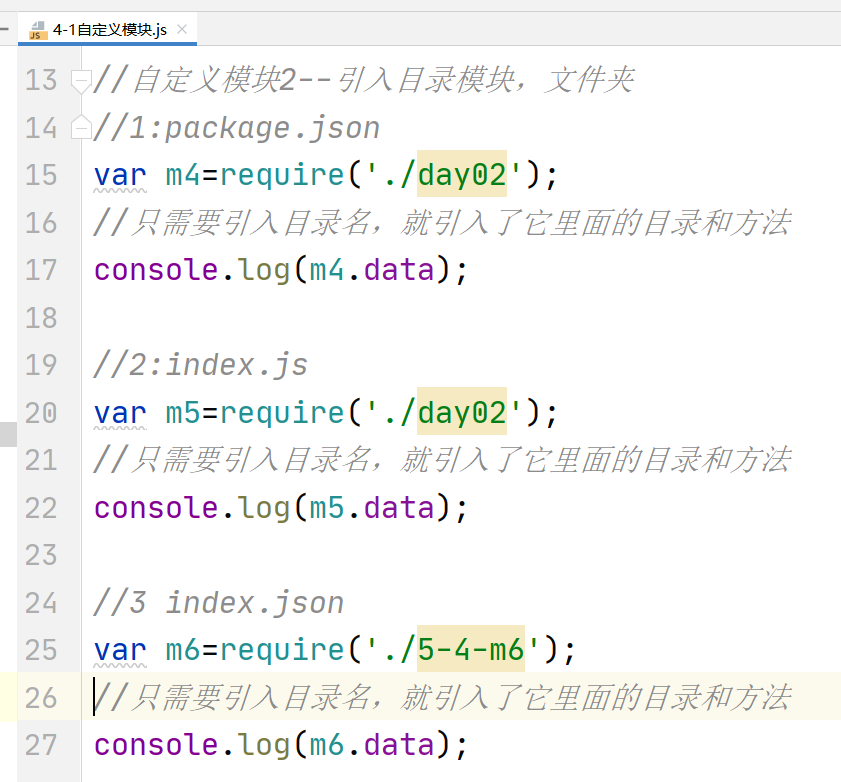 JS 4-1自定义模块.js ×
13 //自定义模块2--引入目录模块，文件夹
14 //1:package.json
15 var m4=require('./day02');
16 //只需要引入目录名，就引入了它里面的目录和方法
17 console.log(m4.data);
18
19 //2:index.js
20 var m5=require('./day02');
21 //只需要引入目录名，就引入了它里面的目录和方法
22 console.log(m5.data);
23
24 //3 index.json
25 var m6=require('./5-4-m6');
26 //只需要引入目录名，就引入了它里面的目录和方法
27 console.log(m6.data);